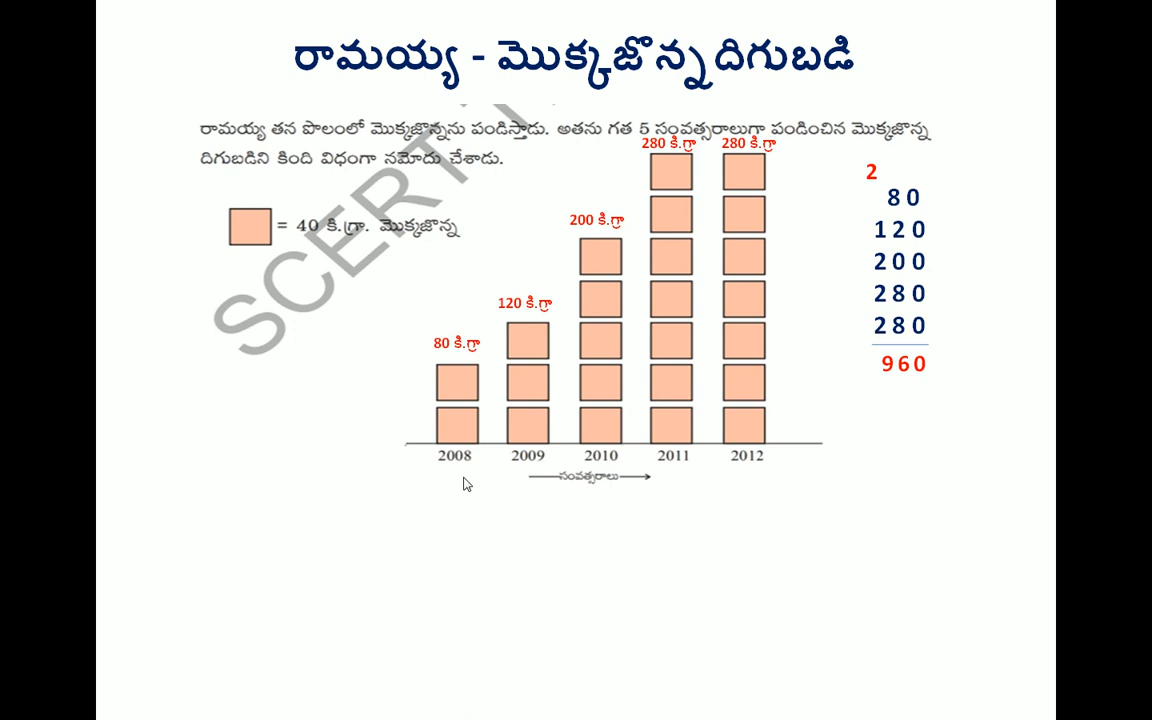 రామయ్య - మొక్కజొన్న దిగుబడి
రామయ్య తన పొలంలో మొక్కజొన్నను పండిస్తాడు. అతను గత 5 సంవత్సరాలుగా పండించిన మొక్కజొన్న
దిగుబడిని కింది విధంగా నమోదు చేశాడు.
= 40 కి.గ్రా. మొక్కజొన్న
SCERT
80 కి.గ్రా
120 కి.గ్రా
200 కి.గ్రా
280 కి.గ్రా
280 కి.గ్రా
2008 2009 2010 2011 2012
సంవత్సరాలు
2
80
120
200
280
280
960